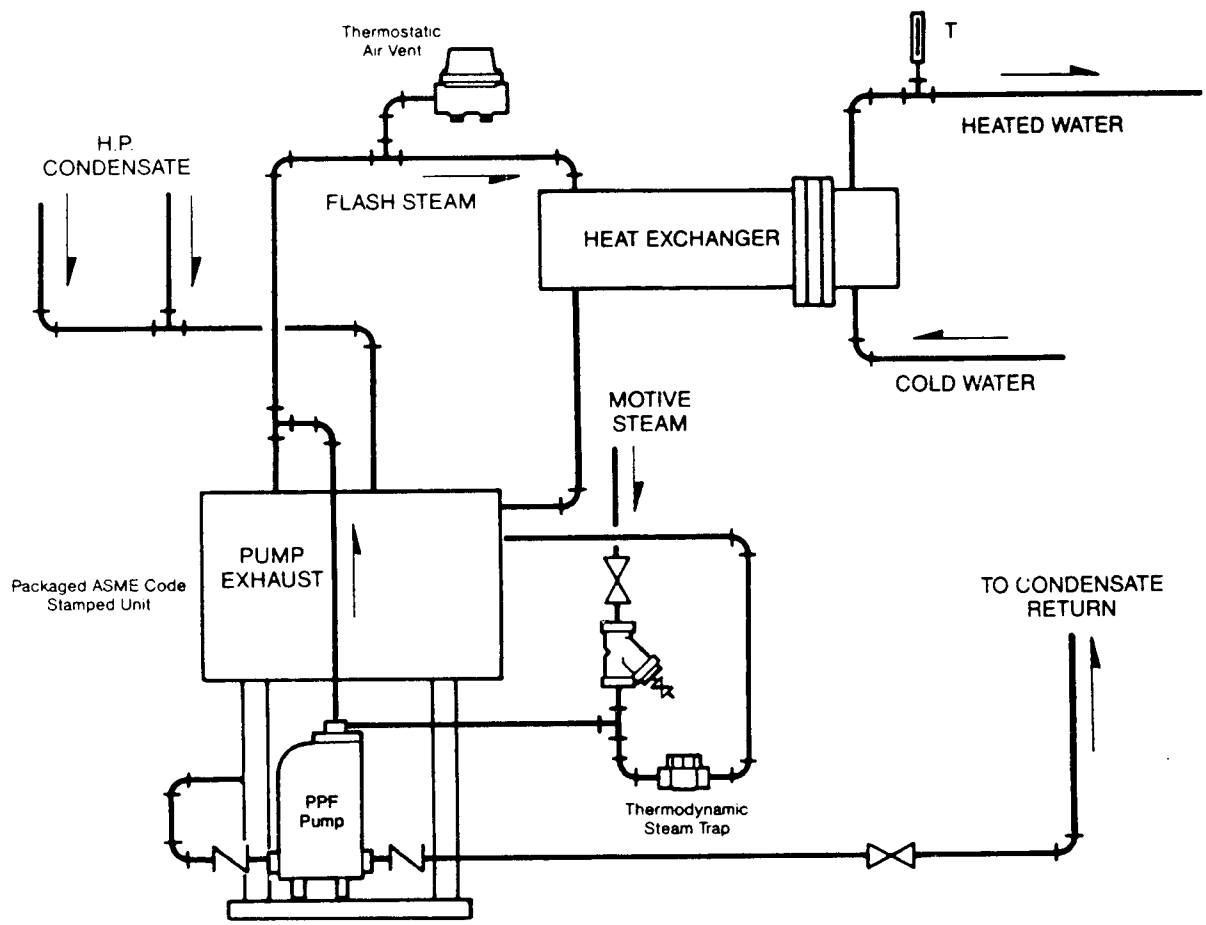 Thermostatic
Air Vent
T
HEATED WATER
H.P.
CONDENSATE
FLASH STEAM
HEAT EXCHANGER
COLD WATER
MOTIVE
STEAM
PUMP
EXHAUST
Packaged ASME Code
Stamped Unit
TO CONDENSATE
RETURN
PPF
Pump
Thermodynamic
Steam Trap